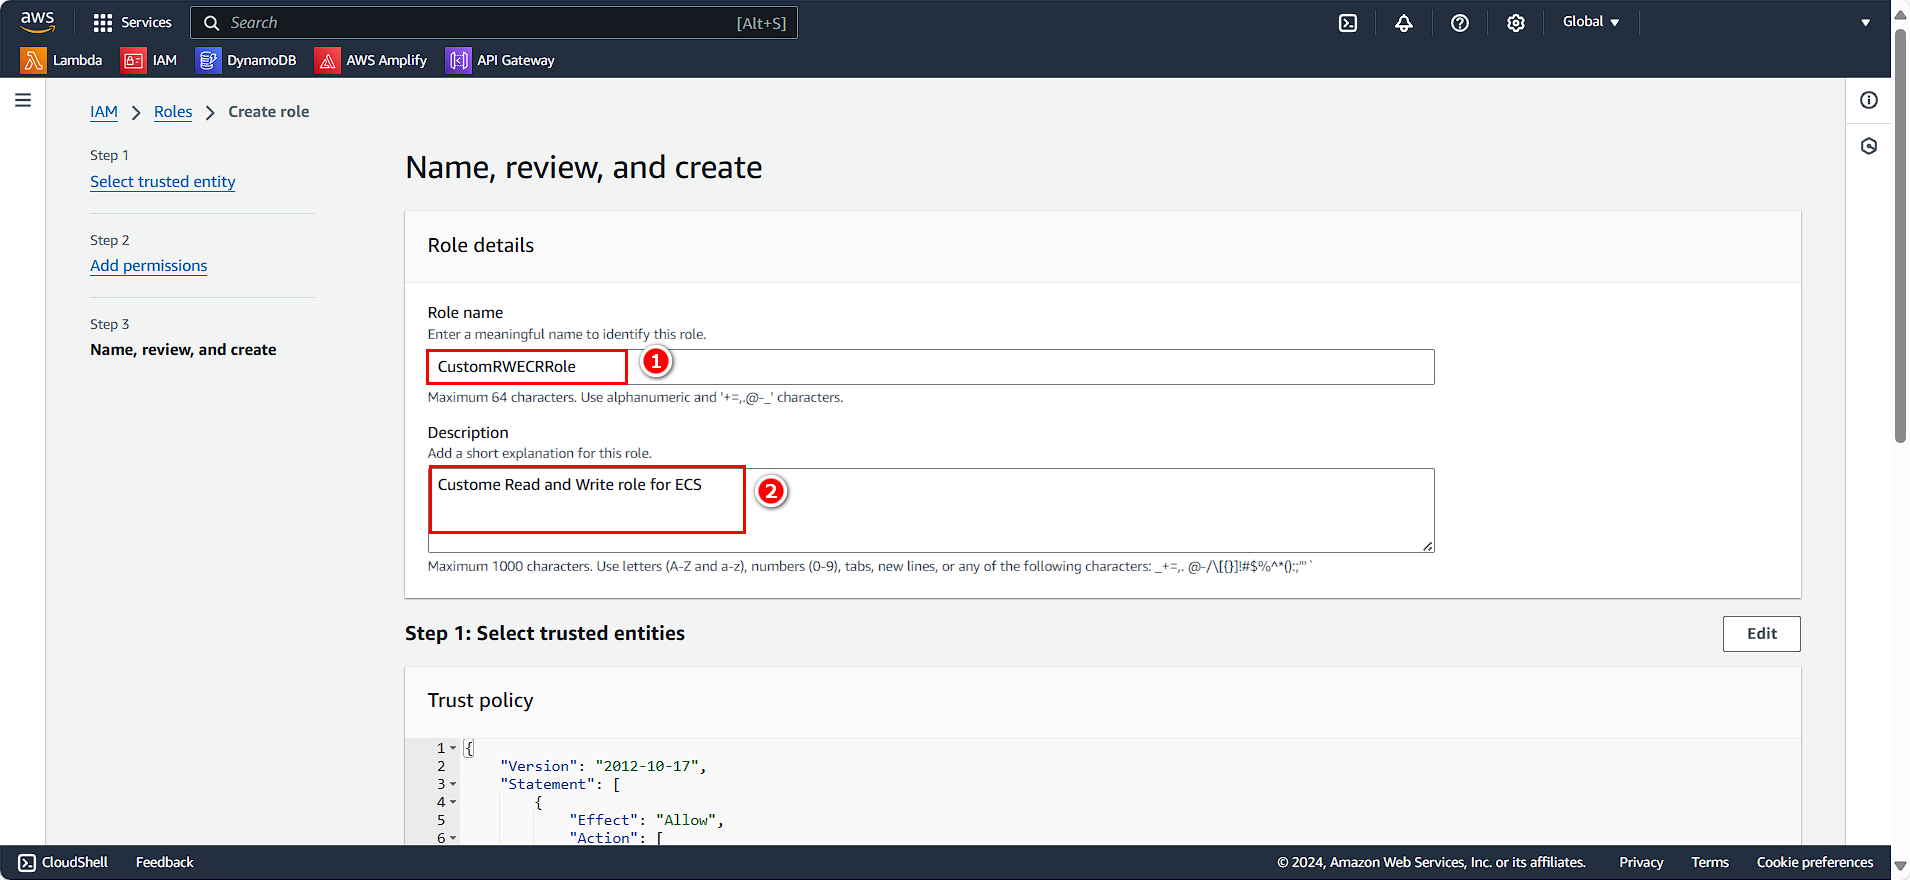 aws
Services
Search
[Alt+S]
Global
Lambda
IAM
DynamoDB
AWS Amplify
API Gateway
IAM > Roles > Create role
Step 1
Select trusted entity
Step 2
Add permissions
Step 3
Name, review, and create
Name, review, and create
Role details
Role name
Enter a meaningful name to identify this role.
CustomRWECRRole
1
Maximum 64 characters. Use alphanumeric and '+=,.@-_' characters.
Description
Add a short explanation for this role.
Custome Read and Write role for ECS
2
Maximum 1000 characters. Use letters (A-Z and a-z), numbers (0-9), tabs, new lines, or any of the following characters: _+=,. @-/\[{}]!#$%^*();:"'`
Step 1: Select trusted entities
Edit
Trust policy
1 {
2 "Version": "2012-10-17",
3 "Statement": [
4 {
5 "Effect": "Allow",
6 "Action": [
CloudShell
Feedback
© 2024, Amazon Web Services, Inc. or its affiliates.
Privacy
Terms
Cookie preferences